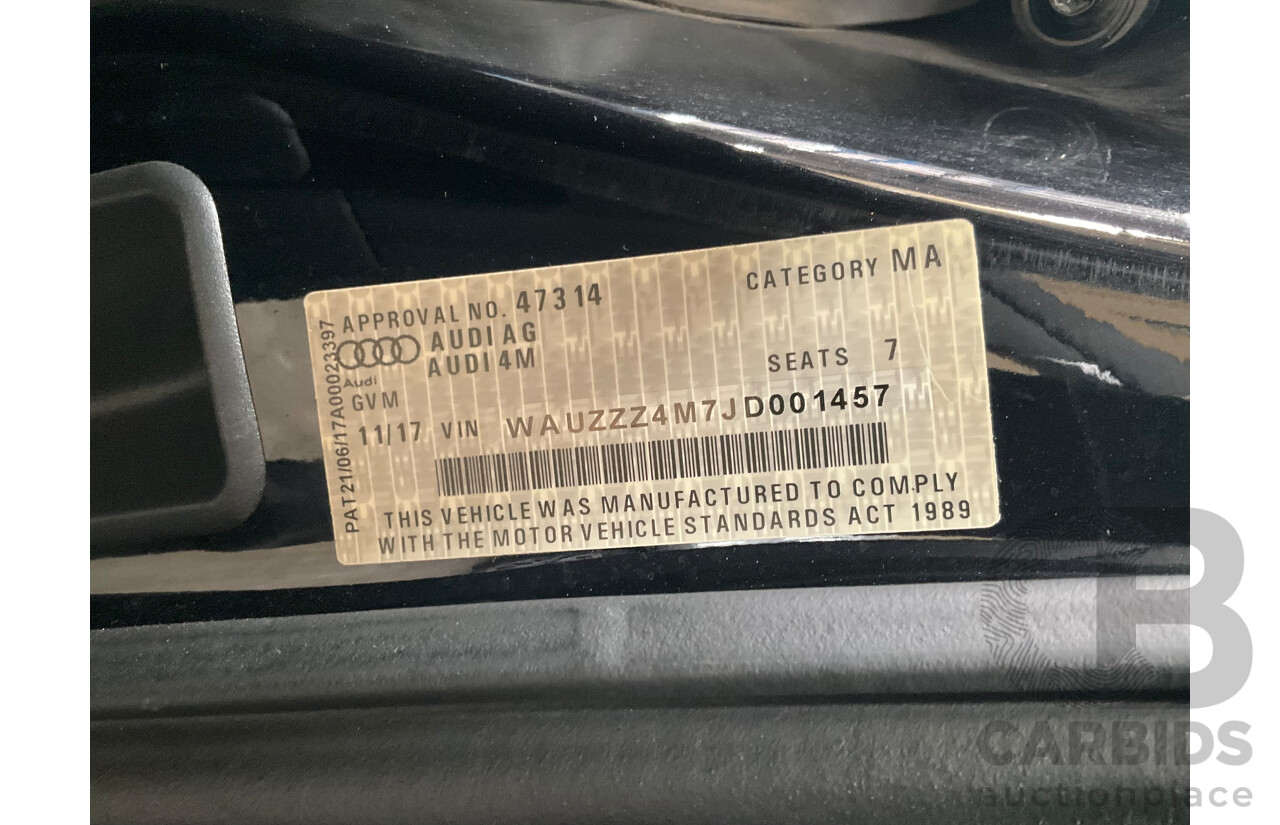 APPROVAL NO. 47314
CATEGORY MA
AUDI AG
AUDI 4M
SEATS 7
Audi
GVM
11/17 VIN WAUZZZ4M7JD001457
THIS VEHICLE WAS MANUFACTURED TO COMPLY
WITH THE MOTOR VEHICLE STANDARDS ACT 1989
PAT21/06/17A00023397
B
CARBIDS
auctionplace